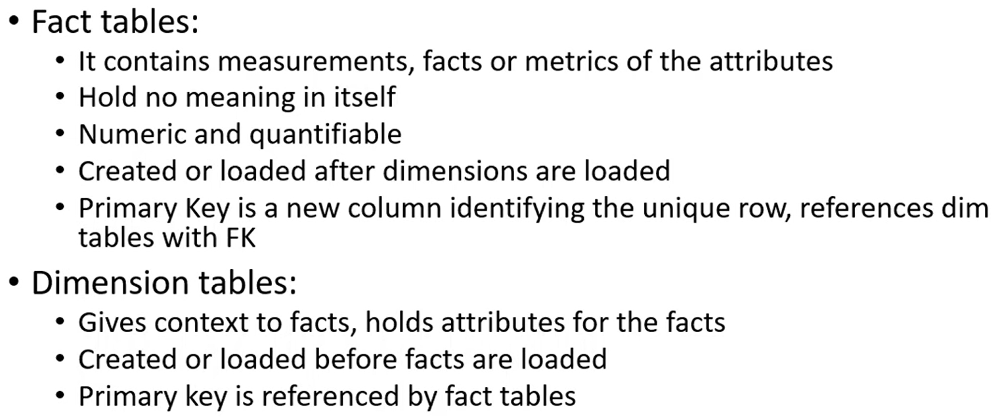 • Fact tables:
• It contains measurements, facts or metrics of the attributes
• Hold no meaning in itself
• Numeric and quantifiable
• Created or loaded after dimensions are loaded
• Primary Key is a new column identifying the unique row, references dim
tables with FK
• Dimension tables:
• Gives context to facts, holds attributes for the facts
• Created or loaded before facts are loaded
• Primary key is referenced by fact tables